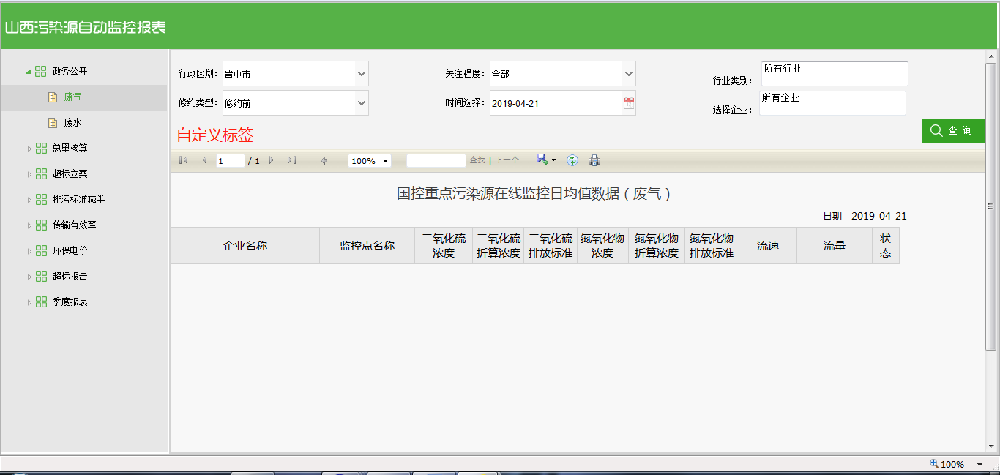 山西污染源自动监控报表
政务公开
废气
废水
总量核算
超标立案
排污标准减半
传输有效率
环保电价
超标报告
季度报表
行政区划： 晋中市 关注程度： 全部 行业类别： 所有行业
修约类型： 修约前 时间选择： 2019-04-21 选择企业： 所有企业
自定义标签 查 询
1 / 1 100% 查找 | 下一个
国控重点污染源在线监控日均值数据（废气）
日期 2019-04-21
企业名称 监控点名称 二氧化硫浓度 二氧化硫折算浓度 二氧化硫排放标准 氮氧化物浓度 氮氧化物折算浓度 氮氧化物排放标准 流速 流量 状态
100%